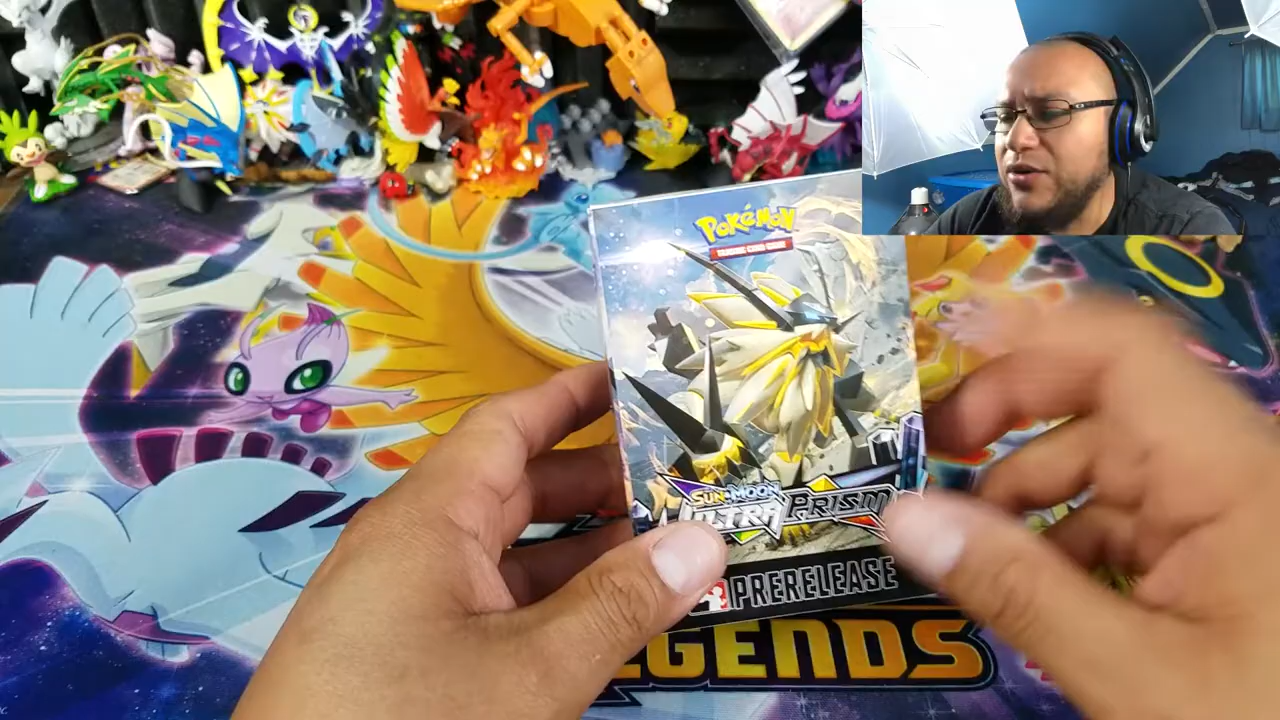 POKÉMON
TRADING CARD GAME
SUN & MOON
ULTRA PRISM
PRERELEASE
EGENDS